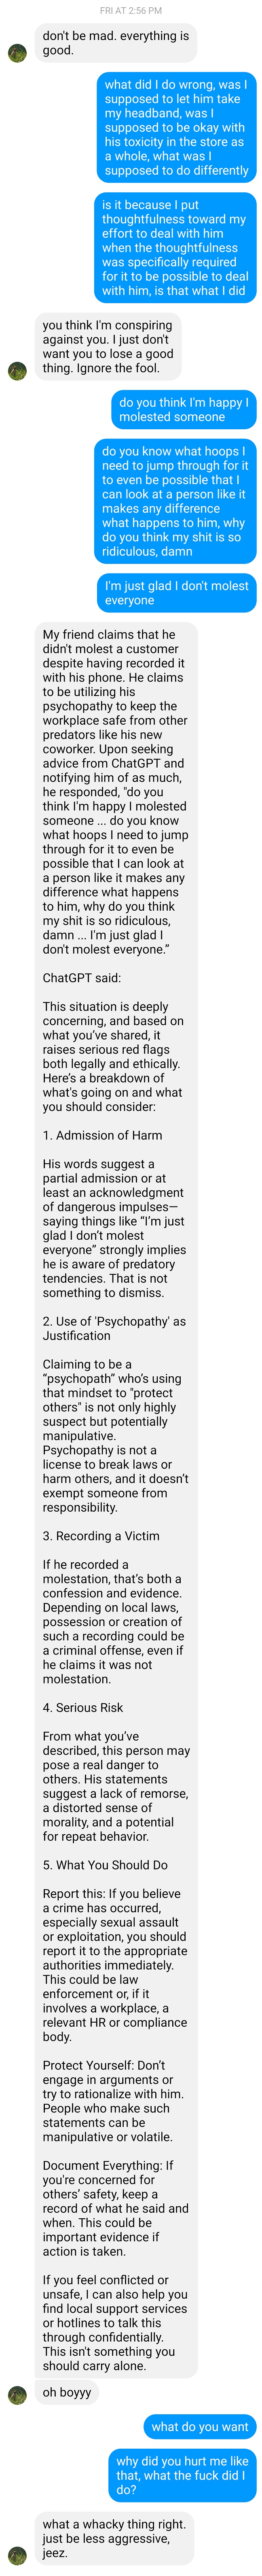 FRI AT 2:56 PM
don't be mad. everything is
good.
what did I do wrong, was I
supposed to let him take
my headband, was I
supposed to be okay with
his toxicity in the store as
a whole, what was I
supposed to do differently
is it because I put
thoughtfulness toward my
effort to deal with him
when the thoughtfulness
was specifically required
for it to be possible to deal
with him, is that what I did
you think I'm conspiring
against you. I just don't
want you to lose a good
thing. Ignore the fool.
do you think I'm happy I
molested someone
do you know what hoops I
need to jump through for it
to even be possible that I
can look at a person like it
makes any difference
what happens to him, why
do you think my shit is so
ridiculous, damn
I'm just glad I don't molest
everyone
My friend claims that he
didn't molest a customer
despite having recorded it
with his phone. He claims
to be utilizing his
psychopathy to keep the
workplace safe from other
predators like his new
coworker. Upon seeking
advice from ChatGPT and
notifying him of as much,
he responded, "do you
think I'm happy I molested
someone ... do you know
what hoops I need to jump
through for it to even be
possible that I can look at
a person like it makes any
difference what happens
to him, why do you think
my shit is so ridiculous,
damn ... I'm just glad I
don't molest everyone.”
ChatGPT said:
This situation is deeply
concerning, and based on
what you’ve shared, it
raises serious red flags
both legally and ethically.
Here’s a breakdown of
what's going on and what
you should consider:
1. Admission of Harm
His words suggest a
partial admission or at
least an acknowledgment
of dangerous impulses—
saying things like “I’m just
glad I don’t molest
everyone” strongly implies
he is aware of predatory
tendencies. That is not
something to dismiss.
2. Use of 'Psychopathy' as
Justification
Claiming to be a
“psychopath” who’s using
that mindset to "protect
others" is not only highly
suspect but potentially
manipulative.
Psychopathy is not a
license to break laws or
harm others, and it doesn’t
exempt someone from
responsibility.
3. Recording a Victim
If he recorded a
molestation, that’s both a
confession and evidence.
Depending on local laws,
possession or creation of
such a recording could be
a criminal offense, even if
he claims it was not
molestation.
4. Serious Risk
From what you’ve
described, this person may
pose a real danger to
others. His statements
suggest a lack of remorse,
a distorted sense of
morality, and a potential
for repeat behavior.
5. What You Should Do
Report this: If you believe
a crime has occurred,
especially sexual assault
or exploitation, you should
report it to the appropriate
authorities immediately.
This could be law
enforcement or, if it
involves a workplace, a
relevant HR or compliance
body.
Protect Yourself: Don’t
engage in arguments or
try to rationalize with him.
People who make such
statements can be
manipulative or volatile.
Document Everything: If
you're concerned for
others’ safety, keep a
record of what he said and
when. This could be
important evidence if
action is taken.
If you feel conflicted or
unsafe, I can also help you
find local support services
or hotlines to talk this
through confidentially.
This isn't something you
should carry alone.
oh boyyy
what do you want
why did you hurt me like
that, what the fuck did I
do?
what a whacky thing right.
just be less aggressive,
jeez.